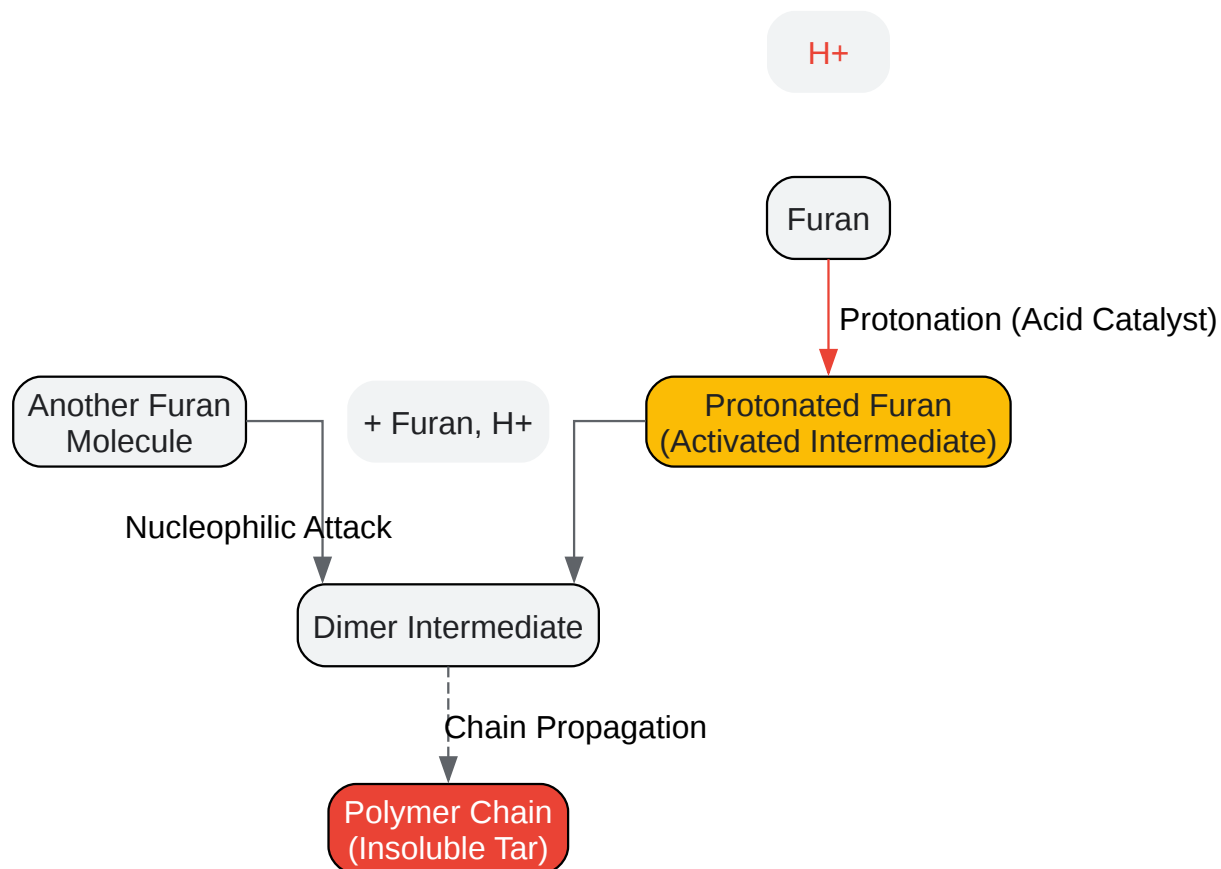 H+
Furan
Protonation (Acid Catalyst)
Another Furan
Molecule
+ Furan, H+
Protonated Furan
(Activated Intermediate)
Nucleophilic Attack
Dimer Intermediate
Chain Propagation
Polymer Chain
(Insoluble Tar)